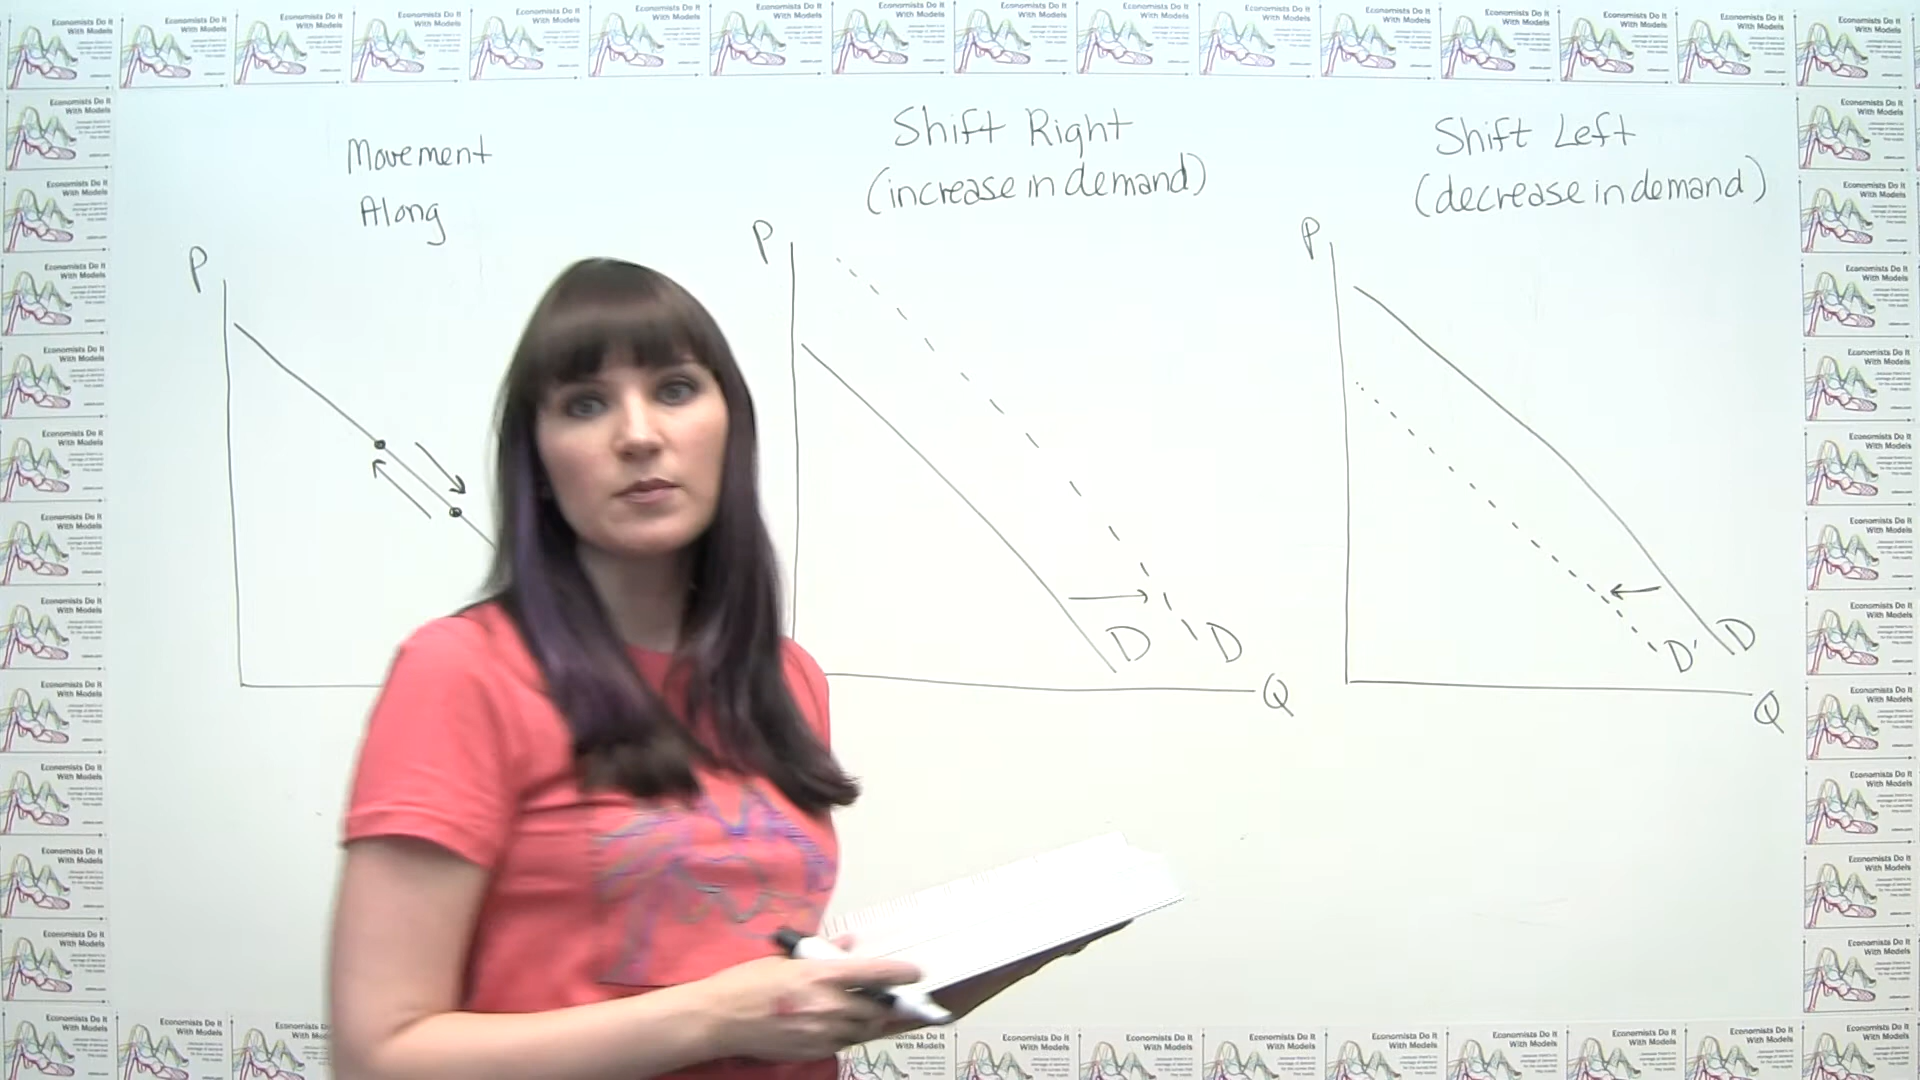 Movement
Along
P
Shift Right
(increase in demand)
P
D
D
Q
Shift Left
(decrease in demand)
P
D'
D
Q
Economists Do It
With Models